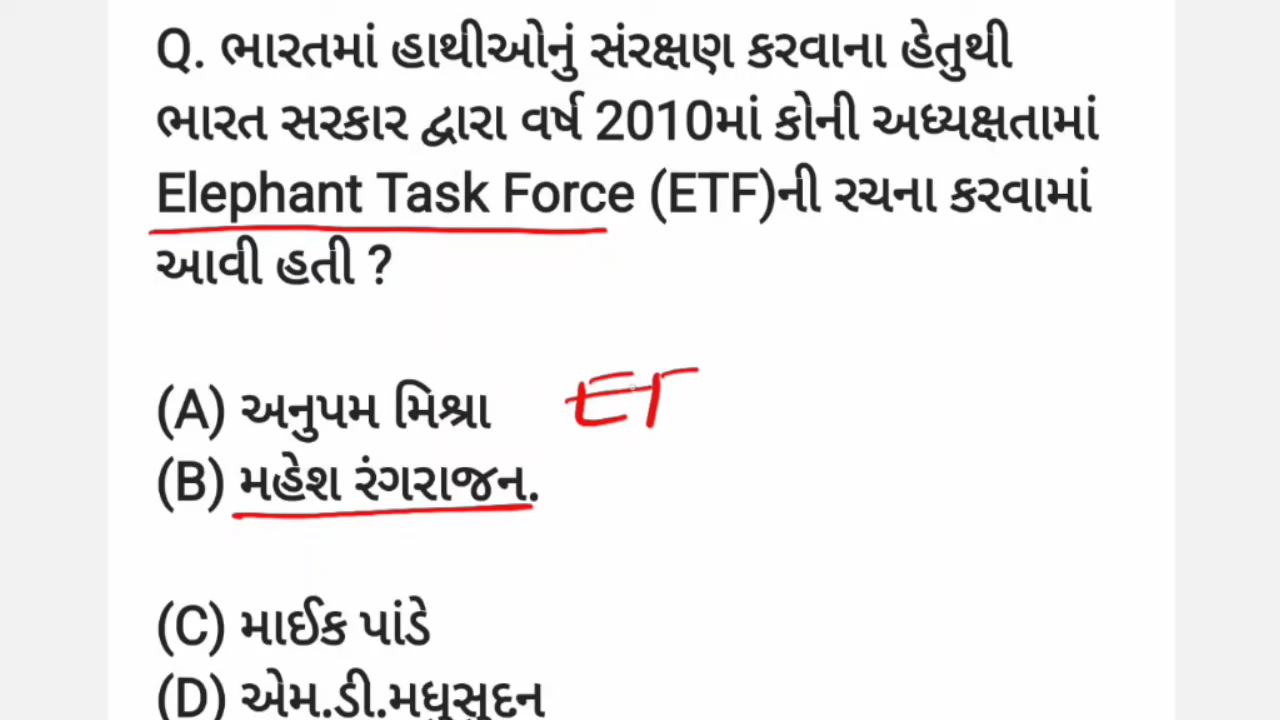 Q. ભારતમાં હાથીઓનું સંરક્ષણ કરવાના હેતુથી
ભારત સરકાર દ્વારા વર્ષ 2010માં કોની અધ્યક્ષતામાં
Elephant Task Force (ETF)ની રચના કરવામાં
આવી હતી ?
(A) અનુપમ મિશ્રા
ET
(B) મહેશ રંગરાજન.
(C) માઈક પાંડે
(D) એમ.ડી.મધુસુદન